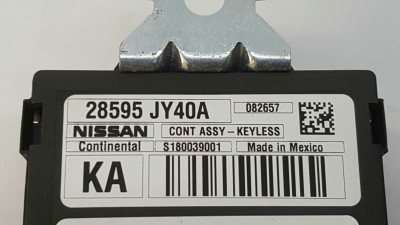 28595 JY40A 082657
NISSAN CONT ASSY-KEYLESS
Continental S180039001 Made in Mexico
KA